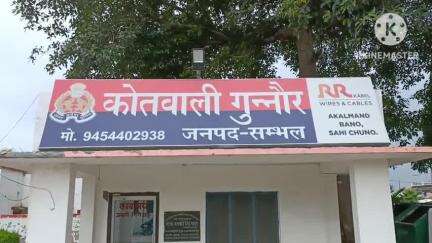 KINEMASTER
कोतवाली गुन्नौर
मो. 9454402938 जनपद-सम्भल
RR KABEL
WIRES & CABLES
AKALMAND
BANO,
SAHI CHUNO.